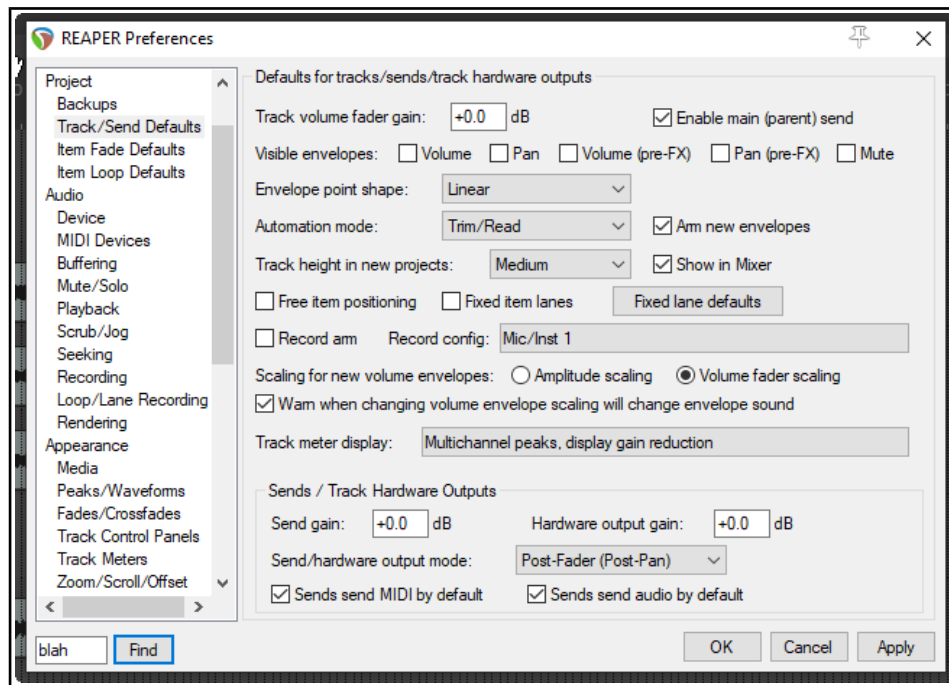 REAPER Preferences
Project
Backups
Track/Send Defaults
Item Fade Defaults
Item Loop Defaults
Audio
Device
MIDI Devices
Buffering
Mute/Solo
Playback
Scrub/Jog
Seeking
Recording
Loop/Lane Recording
Rendering
Appearance
Media
Peaks/Waveforms
Fades/Crossfades
Track Control Panels
Track Meters
Zoom/Scroll/Offset
blah Find
Defaults for tracks/sends/track hardware outputs
Track volume fader gain: +0.0 dB Enable main (parent) send
Visible envelopes: Volume Pan Volume (pre-FX) Pan (pre-FX) Mute
Envelope point shape: Linear
Automation mode: Trim/Read Arm new envelopes
Track height in new projects: Medium Show in Mixer
Free item positioning Fixed item lanes Fixed lane defaults
Record arm Record config: Mic/Inst 1
Scaling for new volume envelopes: Amplitude scaling Volume fader scaling
Warn when changing volume envelope scaling will change envelope sound
Track meter display: Multichannel peaks, display gain reduction
Sends / Track Hardware Outputs
Send gain: +0.0 dB Hardware output gain: +0.0 dB
Send/hardware output mode: Post-Fader (Post-Pan)
Sends send MIDI by default Sends send audio by default
OK Cancel Apply